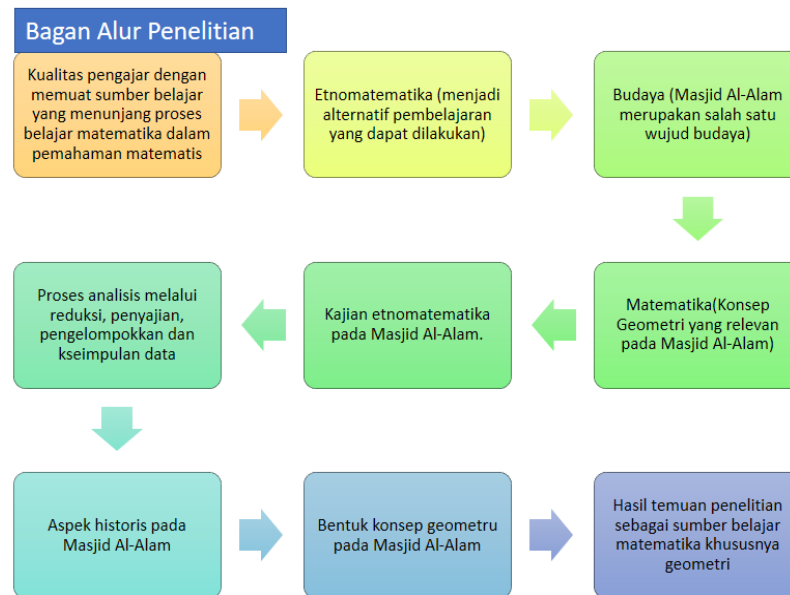 Bagan Alur Penelitian
Kualitas pengajar dengan
memuat sumber belajar
yang menunjang proses
belajar matematika dalam
pemahaman matematis
Etnomatematika (menjadi
alternatif pembelajaran
yang dapat dilakukan)
Budaya (Masjid Al-Alam
merupakan salah satu
wujud budaya)
Matematika(Konsep
Geometri yang relevan
pada Masjid Al-Alam)
Kajian etnomatematika
pada Masjid Al-Alam.
Proses analisis melalui
reduksi, penyajian,
pengelompokkan dan
kseimpulan data
Aspek historis pada
Masjid Al-Alam
Bentuk konsep geometru
pada Masjid Al-Alam
Hasil temuan penelitian
sebagai sumber belajar
matematika khususnya
geometri